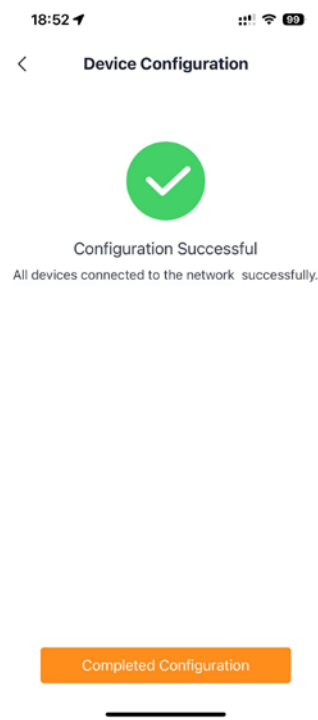 18:52
99
Device Configuration
Configuration Successful
All devices connected to the network successfully.
Completed Configuration